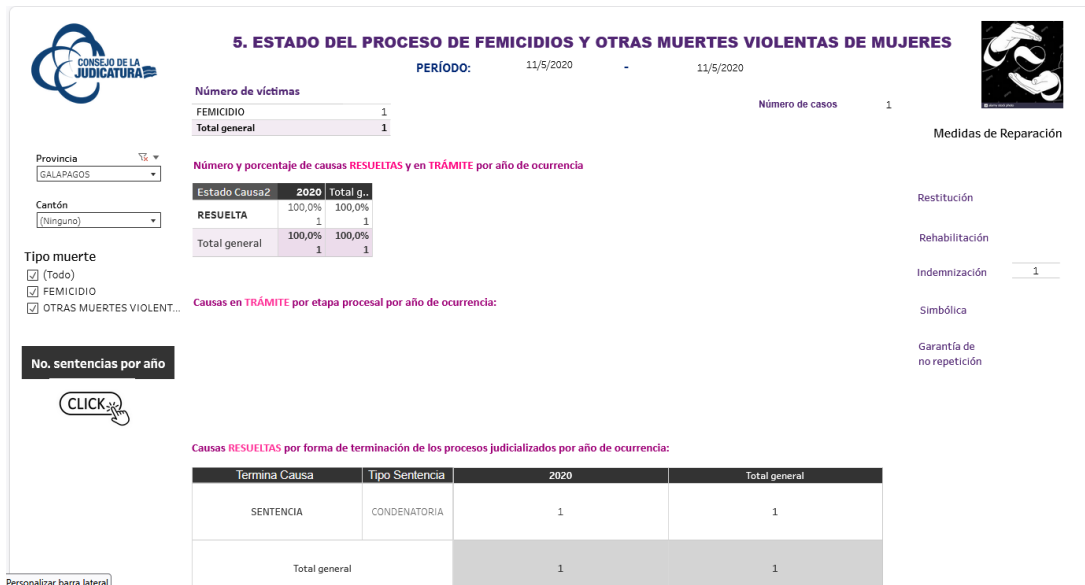 CONSEJO DE LA
JUDICATURA
5. ESTADO DEL PROCESO DE FEMICIDIOS Y OTRAS MUERTES VIOLENTAS DE MUJERES
PERÍODO: 11/5/2020 - 11/5/2020
Número de víctimas
FEMICIDIO 1
Total general 1
Número de casos 1
Medidas de Reparación
Provincia
GALAPAGOS
Cantón
(Ninguno)
Tipo muerte
(Todo)
FEMICIDIO
OTRAS MUERTES VIOLENT...
No. sentencias por año
CLICK
Número y porcentaje de causas RESUELTAS y en TRÁMITE por año de ocurrencia
Estado Causa2 2020 Total g..
RESUELTA 100,0% 100,0%
1 1
Total general 100,0% 100,0%
1 1
Restitución
Rehabilitación
Indemnización 1
Simbólica
Garantía de
no repetición
Causas en TRÁMITE por etapa procesal por año de ocurrencia:
Causas RESUELTAS por forma de terminación de los procesos judicializados por año de ocurrencia:
Termina Causa Tipo Sentencia 2020 Total general
SENTENCIA CONDENATORIA 1 1
Total general 1 1
Personalizar barra lateral